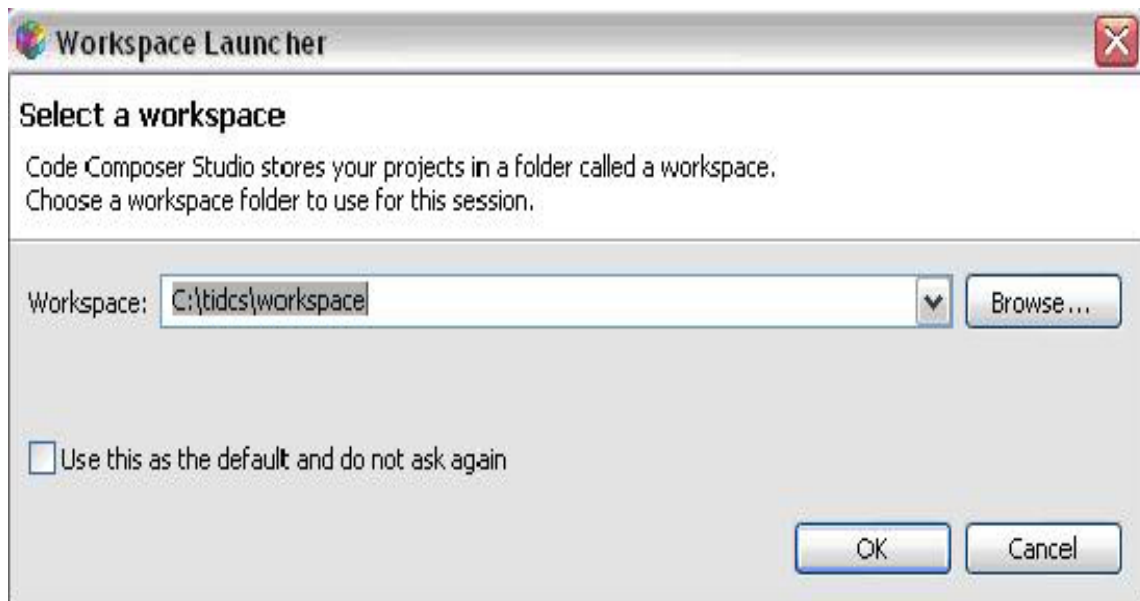 Workspace Launcher
Select a workspace
Code Composer Studio stores your projects in a folder called a workspace.
Choose a workspace folder to use for this session.
Workspace: C:\tidcs\workspace Browse...
Use this as the default and do not ask again
OK Cancel